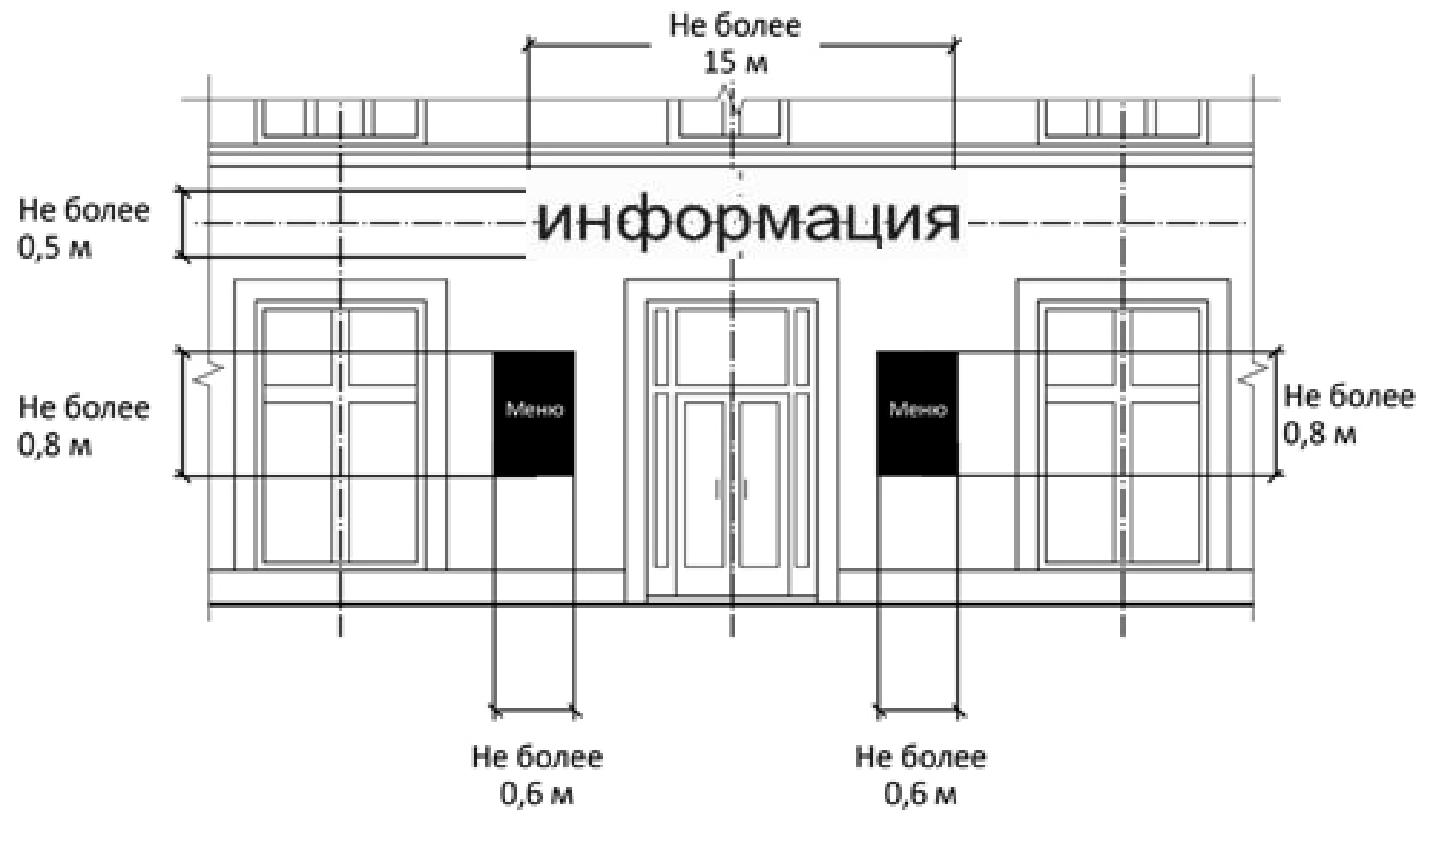 Не более
15 м
Не более
0,5 м
информация
Не более
0,8 м
Меню
Меню
Не более
0,8 м
Не более
0,6 м
Не более
0,6 м